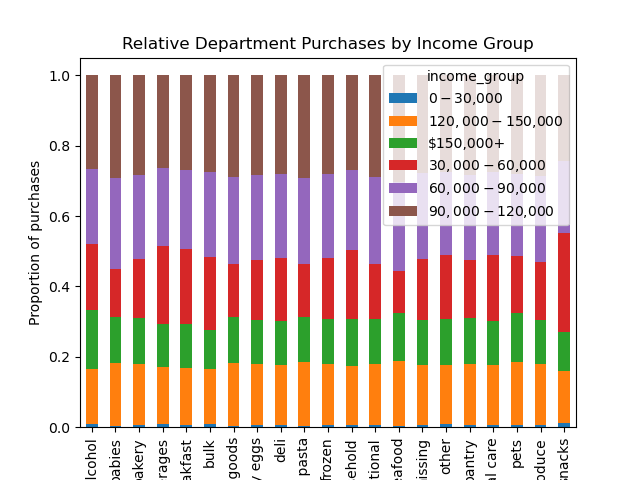 Relative Department Purchases by Income Group
income_group
0 − 30,000
120,000 − 150,000
$150,000+
30,000 − 60,000
60,000 − 90,000
90,000 − 120,000
Proportion of purchases
1.0
0.8
0.6
0.4
0.2
0.0
lcohol
babies
bakery
erages
akfast
bulk
goods
y eggs
deli
pasta
frozen
ehold
tional
eafood
issing
other
pantry
l care
pets
oduce
snacks